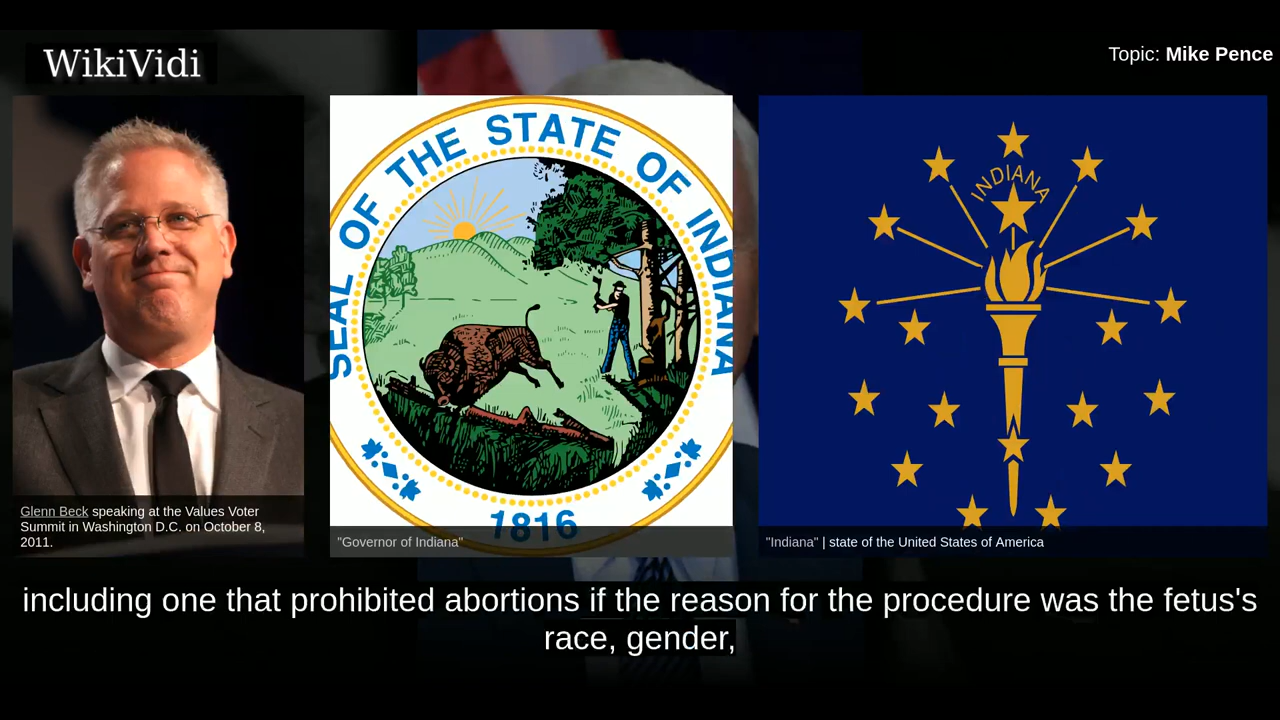 WikiVidi
Topic: Mike Pence
Glenn Beck speaking at the Values Voter
Summit in Washington D.C. on October 8,
2011.
SEAL OF THE STATE OF INDIANA
1816
"Governor of Indiana"
INDIANA
"Indiana" | state of the United States of America
including one that prohibited abortions if the reason for the procedure was the fetus's
race, gender,